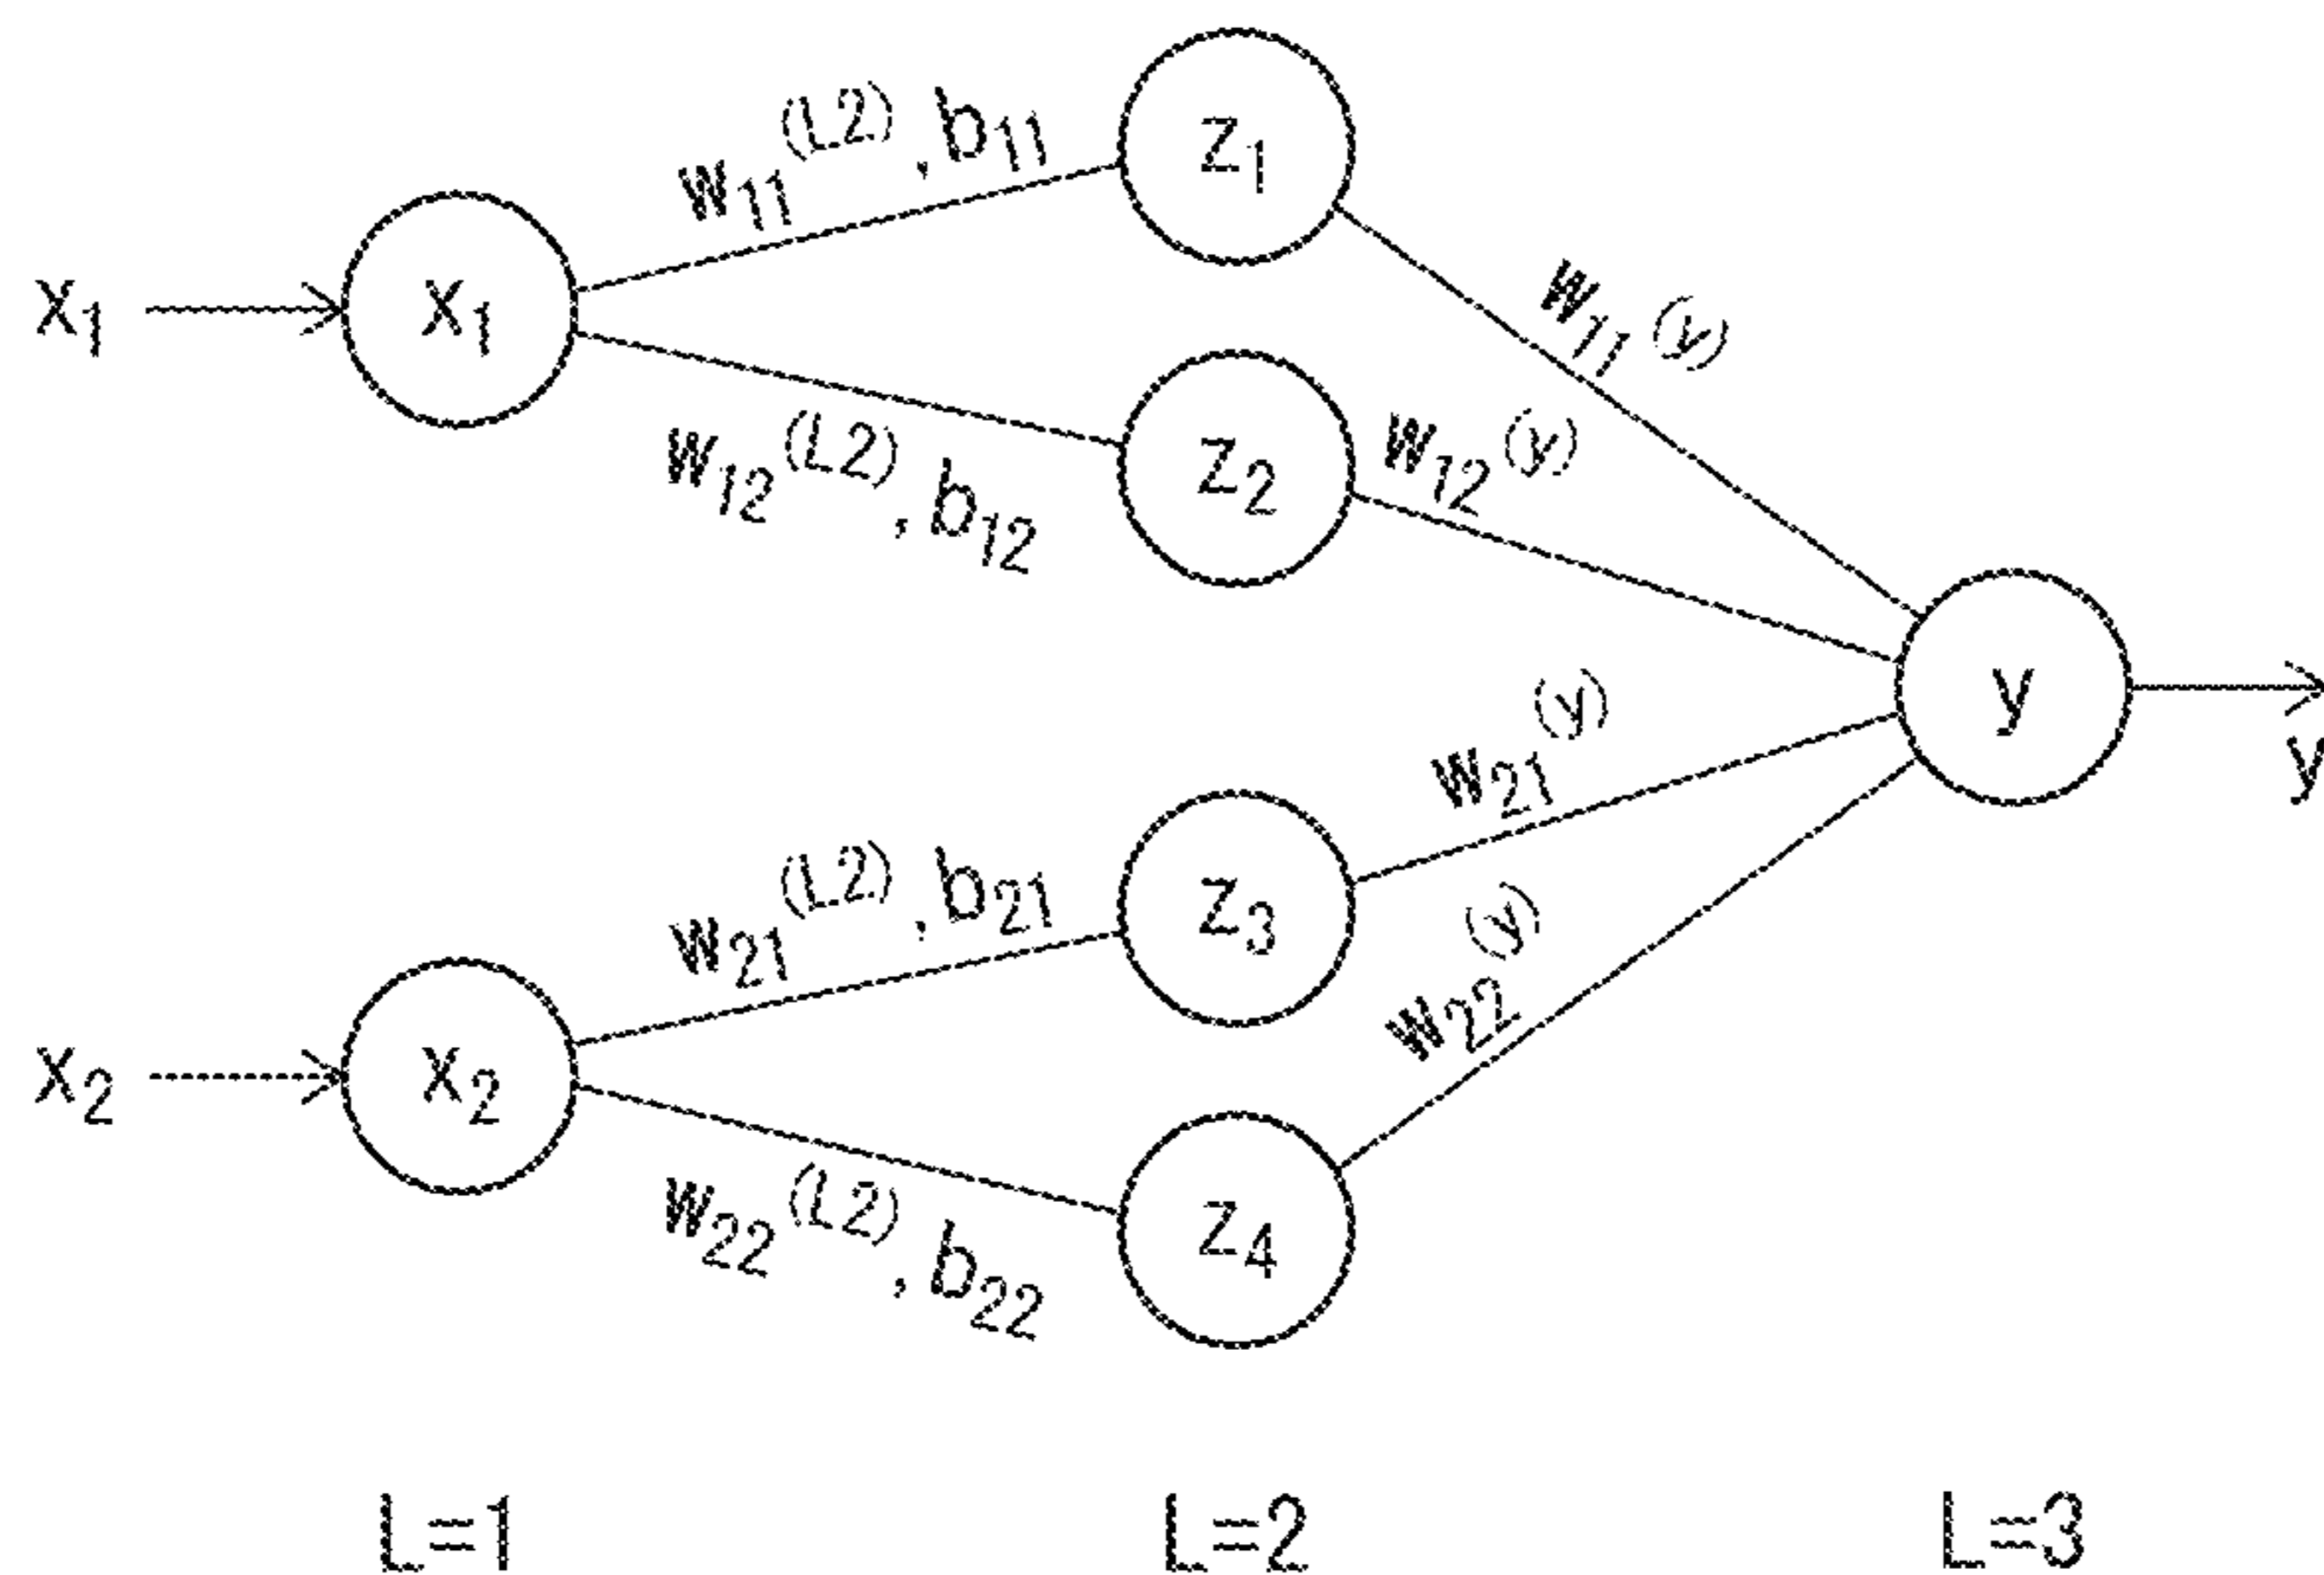 x1
x1
w11(L2), b11
w12(L2), b12
z1
z2
w11(y)
w12(y)
x2
x2
w21(L2), b21
w22(L2), b22
z3
z4
w21(y)
w22(y)
y
y
L=1 L=2 L=3